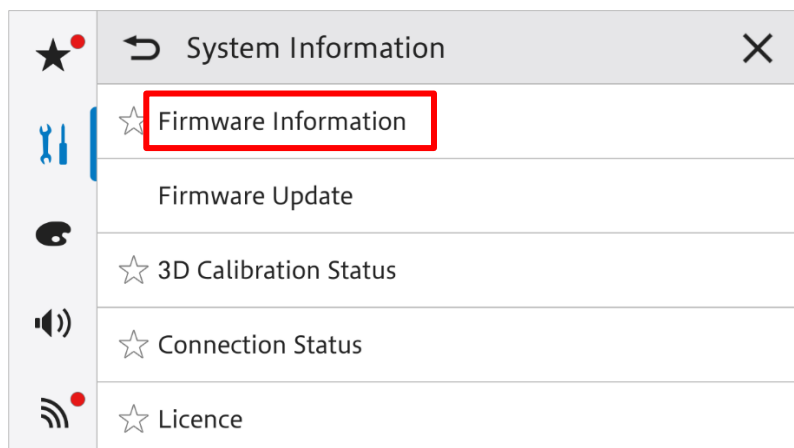 System Information
Firmware Information
Firmware Update
3D Calibration Status
Connection Status
Licence